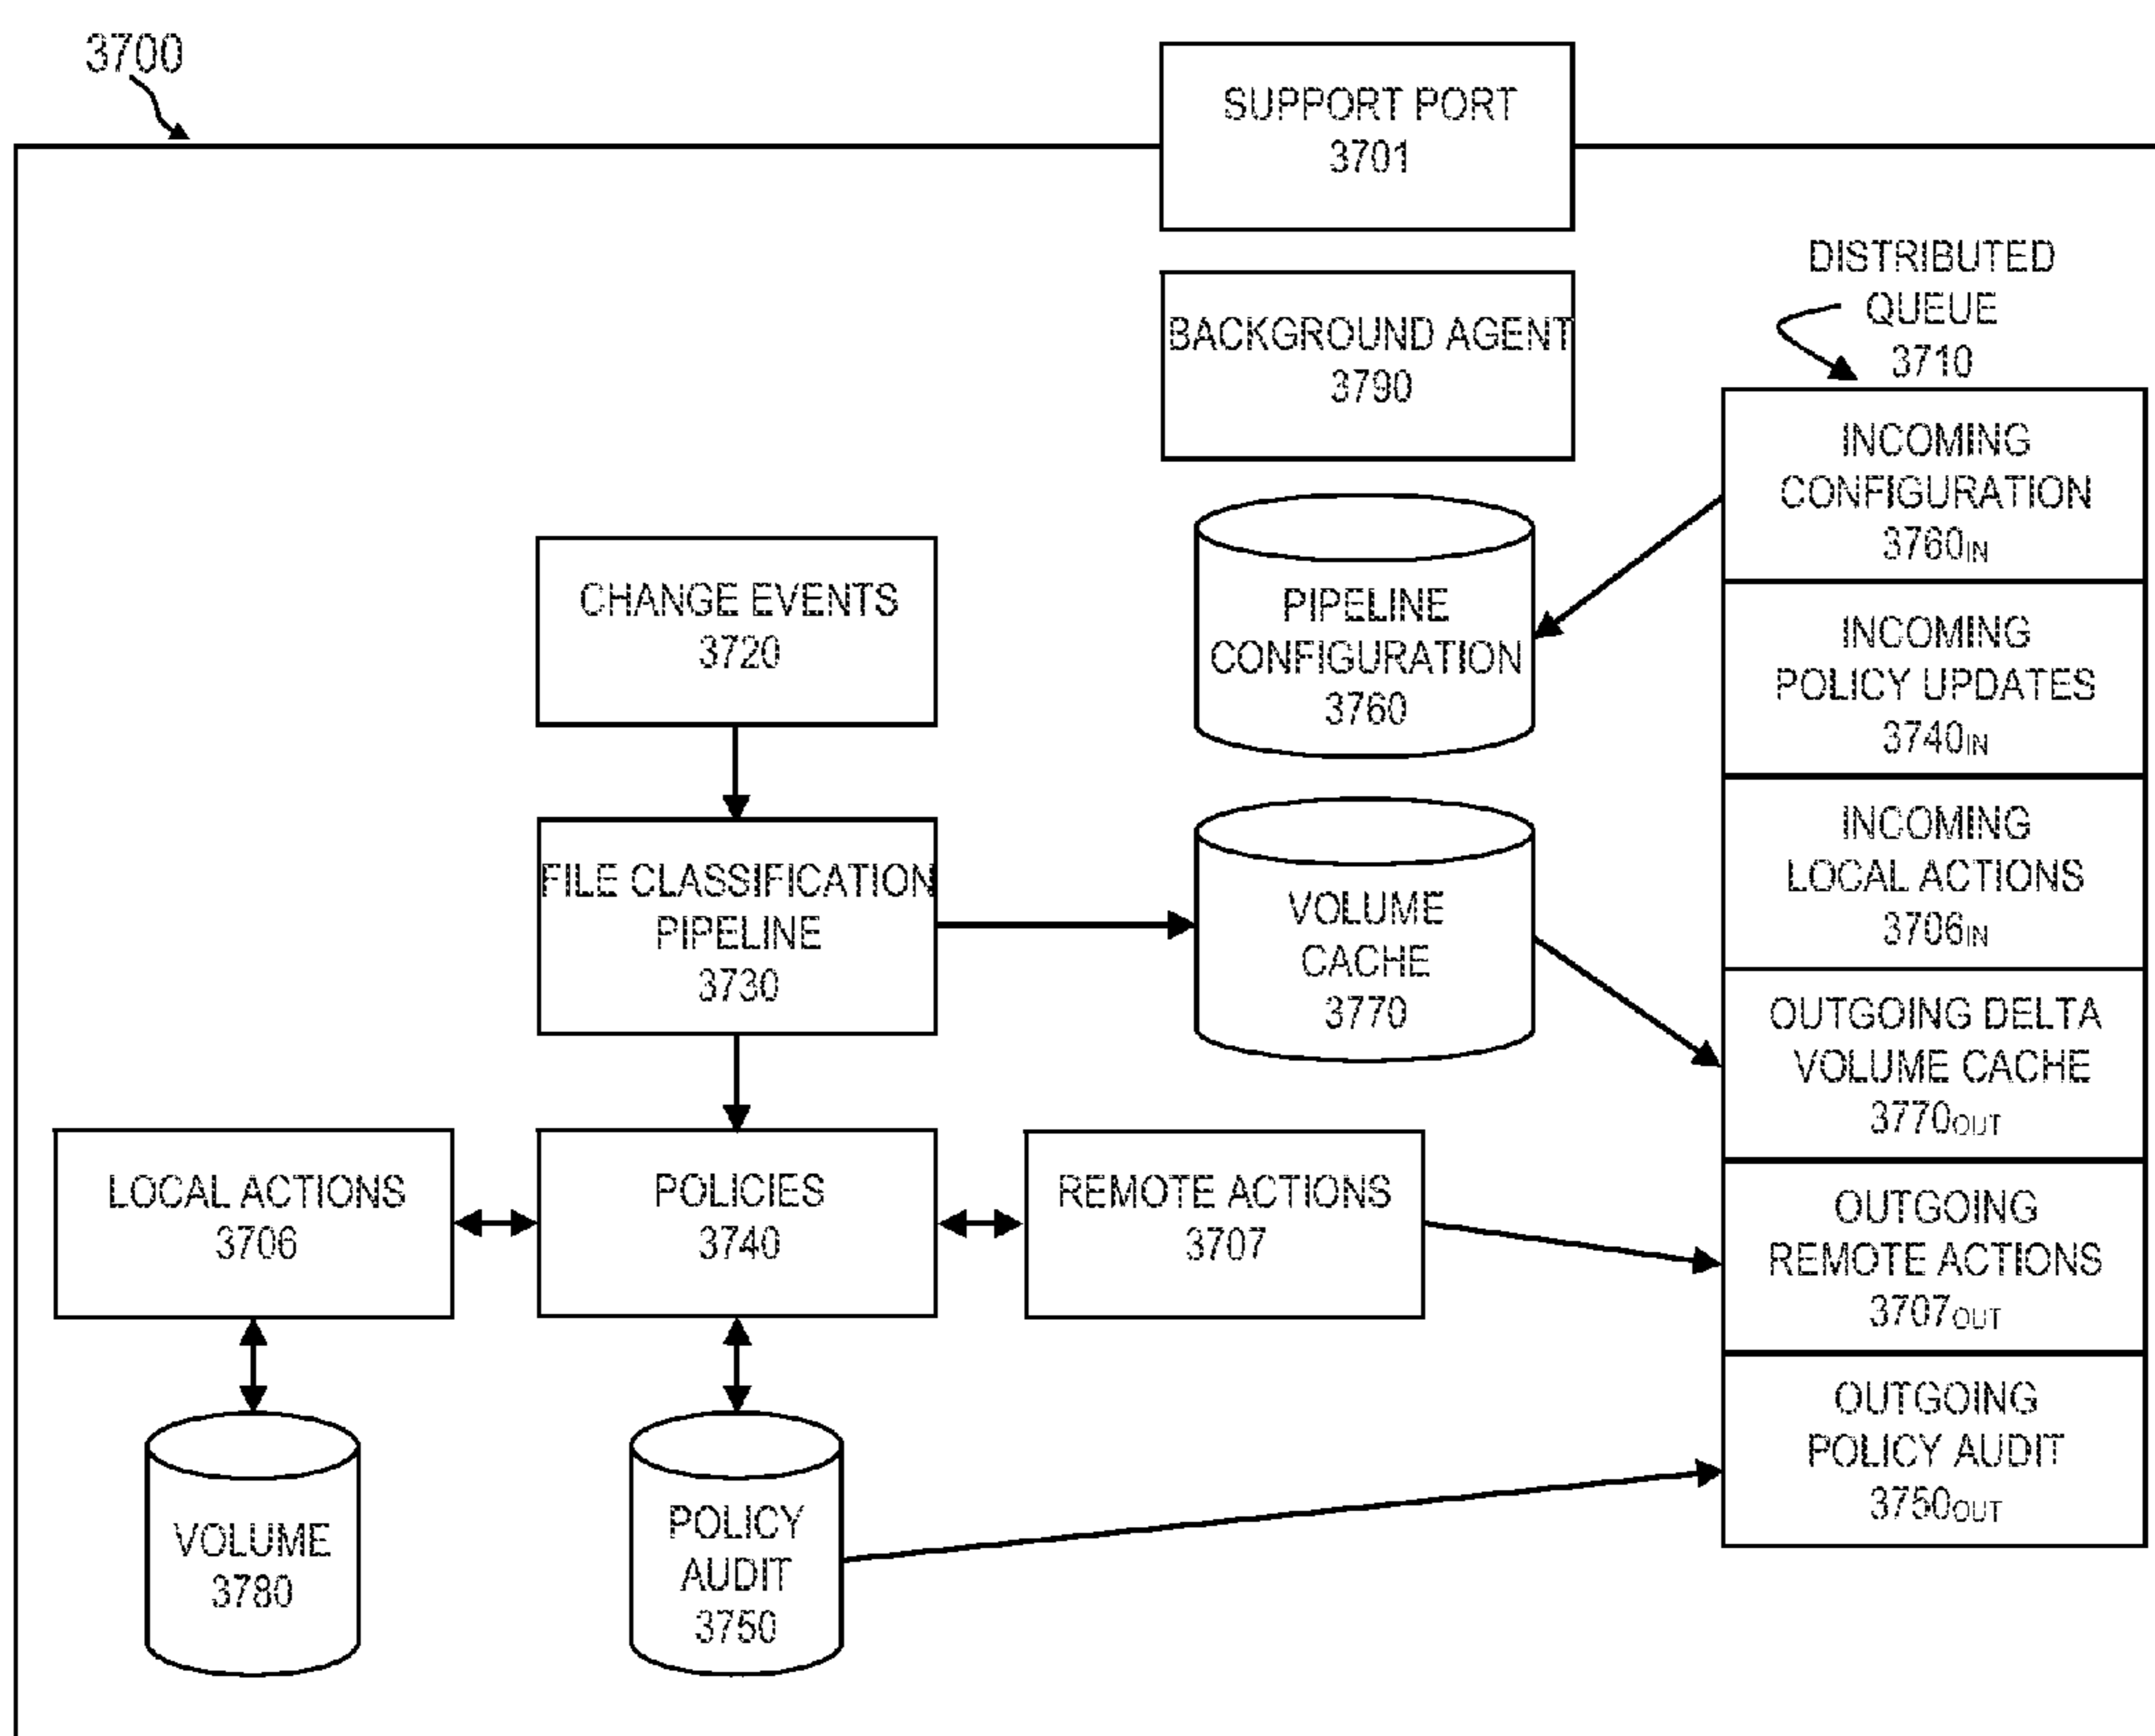 3700
SUPPORT PORT
3701
DISTRIBUTED
QUEUE
3710
BACKGROUND AGENT
3790
INCOMING
CONFIGURATION
3760IN
PIPELINE
CONFIGURATION
3760
CHANGE EVENTS
3720
INCOMING
POLICY UPDATES
3740IN
INCOMING
LOCAL ACTIONS
3706IN
FILE CLASSIFICATION
PIPELINE
3730
VOLUME
CACHE
3770
OUTGOING DELTA
VOLUME CACHE
3770OUT
LOCAL ACTIONS
3706
POLICIES
3740
REMOTE ACTIONS
3707
OUTGOING
REMOTE ACTIONS
3707OUT
OUTGOING
POLICY AUDIT
3750OUT
VOLUME
3780
POLICY
AUDIT
3750